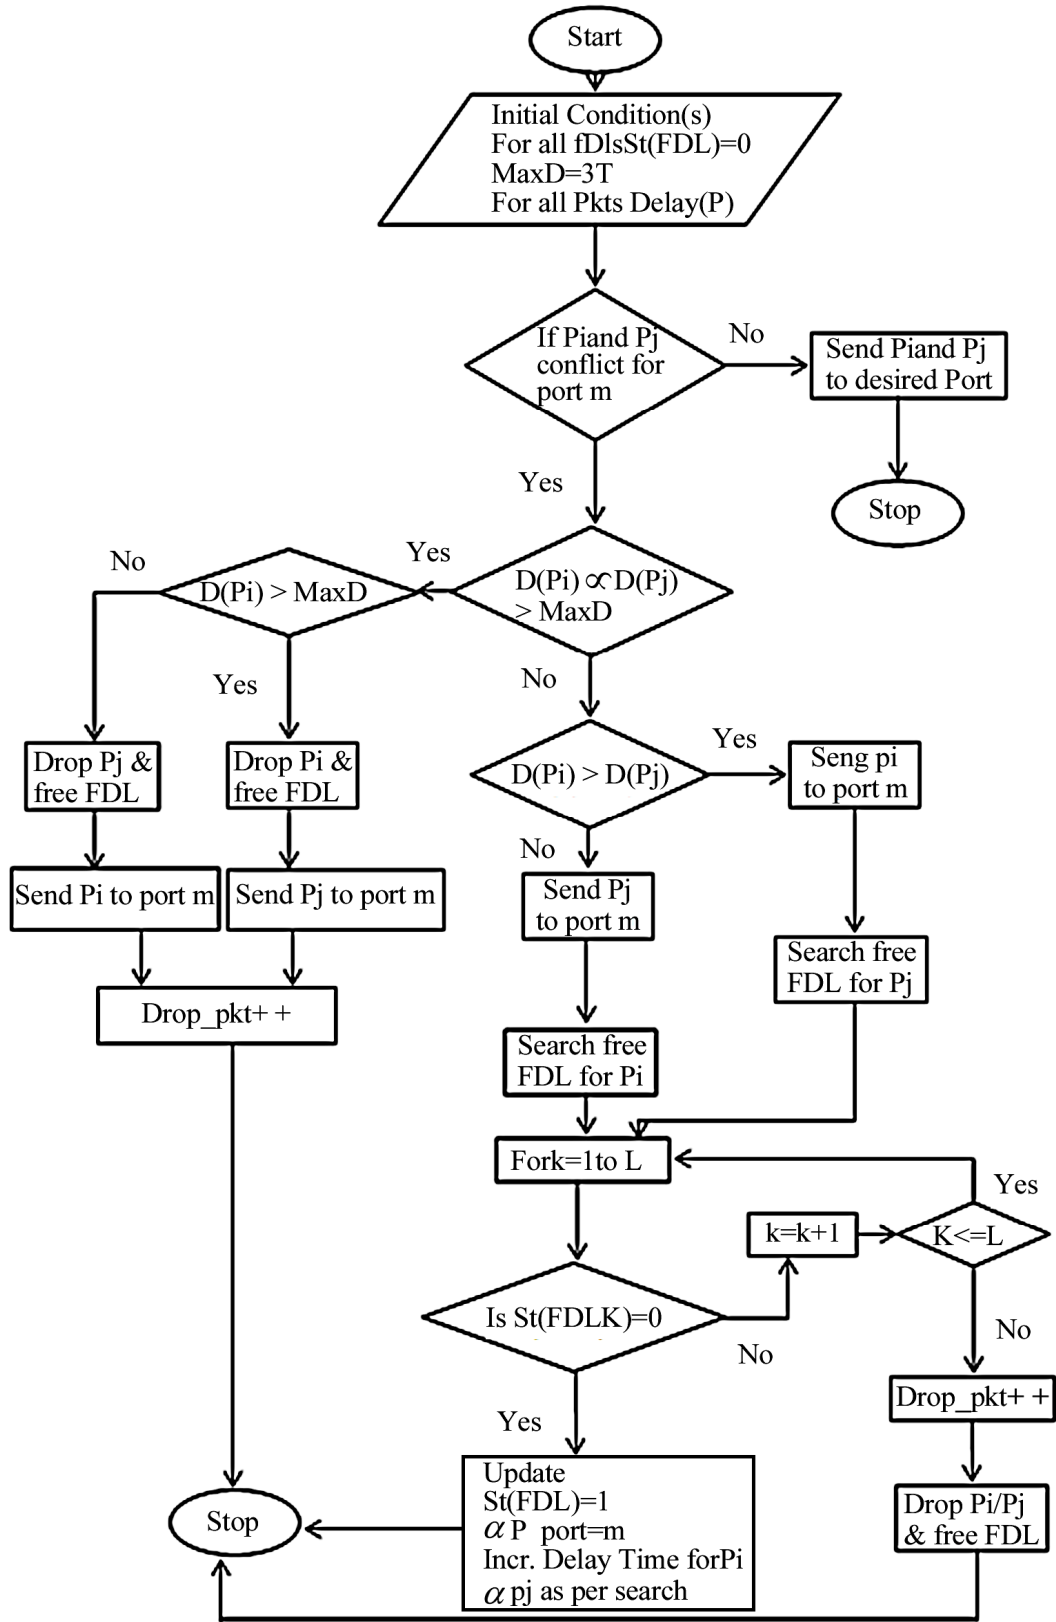 Start
Initial Condition(s)
For all fDlsSt(FDL)=0
MaxD=3T
For all Pkts Delay(P)
If Piand Pj
conflict for
port m
No
Send Piand Pj
to desired Port
Yes
Stop
D(Pi) ∝ D(Pj)
> MaxD
Yes
D(Pi) > MaxD
No
Yes
No
D(Pi) > D(Pj)
Yes
Seng pi
to port m
Drop Pj &
free FDL
Drop Pi &
free FDL
No
Send Pi to port m
Send Pj to port m
Send Pj
to port m
Search free
FDL for Pj
Drop_pkt+ +
Search free
FDL for Pi
Fork=1to L
Yes
k=k+1
K<=L
Is St(FDLK)=0
No
No
Drop_pkt+ +
Yes
Update
St(FDL)=1
α P port=m
Incr. Delay Time forPi
α pj as per search
Stop
Drop Pi/Pj
& free FDL